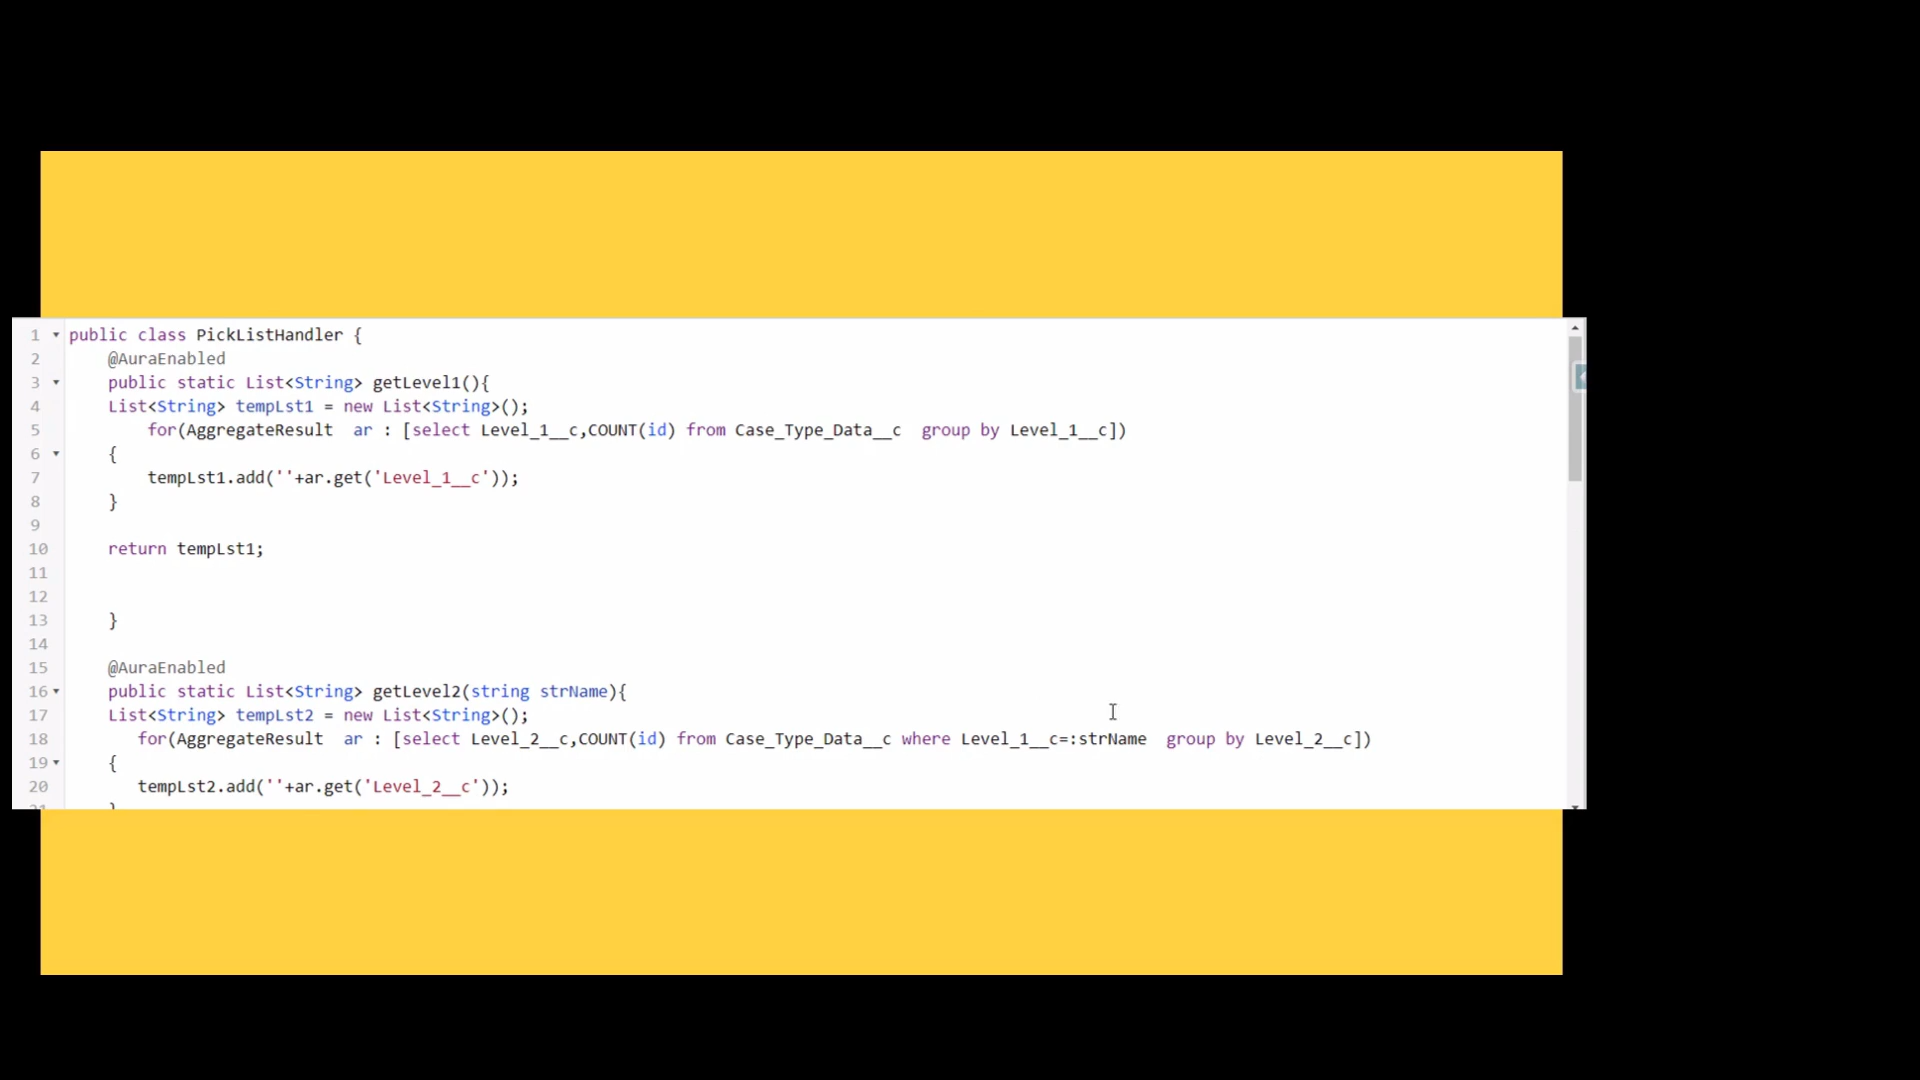 1 public class PickListHandler {
2 @AuraEnabled
3 public static List<String> getLevel1(){
4 List<String> tempLst1 = new List<String>();
5 for(AggregateResult  ar : [select Level_1__c,COUNT(id) from Case_Type_Data__c  group by Level_1__c])
6 {
7 tempLst1.add(''+ar.get('Level_1__c'));
8 }
9
10 return tempLst1;
11
12
13 }
14
15 @AuraEnabled
16 public static List<String> getLevel2(string strName){
17 List<String> tempLst2 = new List<String>();
18 for(AggregateResult  ar : [select Level_2__c,COUNT(id) from Case_Type_Data__c where Level_1__c=:strName  group by Level_2__c])
19 {
20 tempLst2.add(''+ar.get('Level_2__c'));